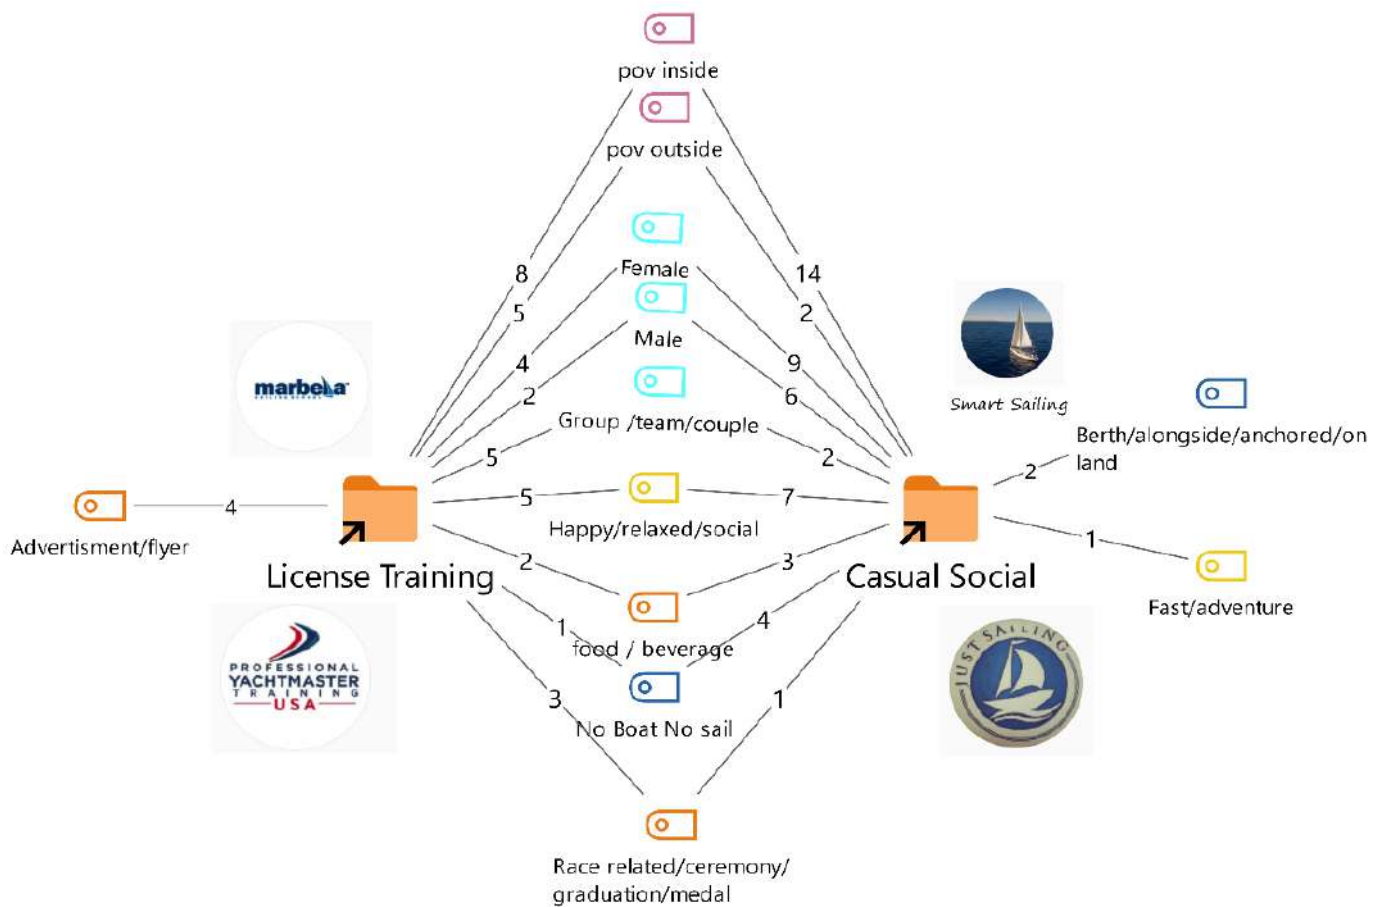 pov inside
pov outside
8
14
5
2
Female
4
9
Male
2
6
Group /team/couple
5
2
marbella
Smart Sailing
Berth/alongside/anchored/on
land
2
Happy/relaxed/social
5
7
Advertisment/flyer
4
License Training
Casual Social
1
Fast/adventure
2
3
food / beverage
1
4
No Boat No sail
3
1
PROFESSIONAL
YACHTMASTER
TRAINING
USA
JUST SAILING
Race related/ceremony/
graduation/medal